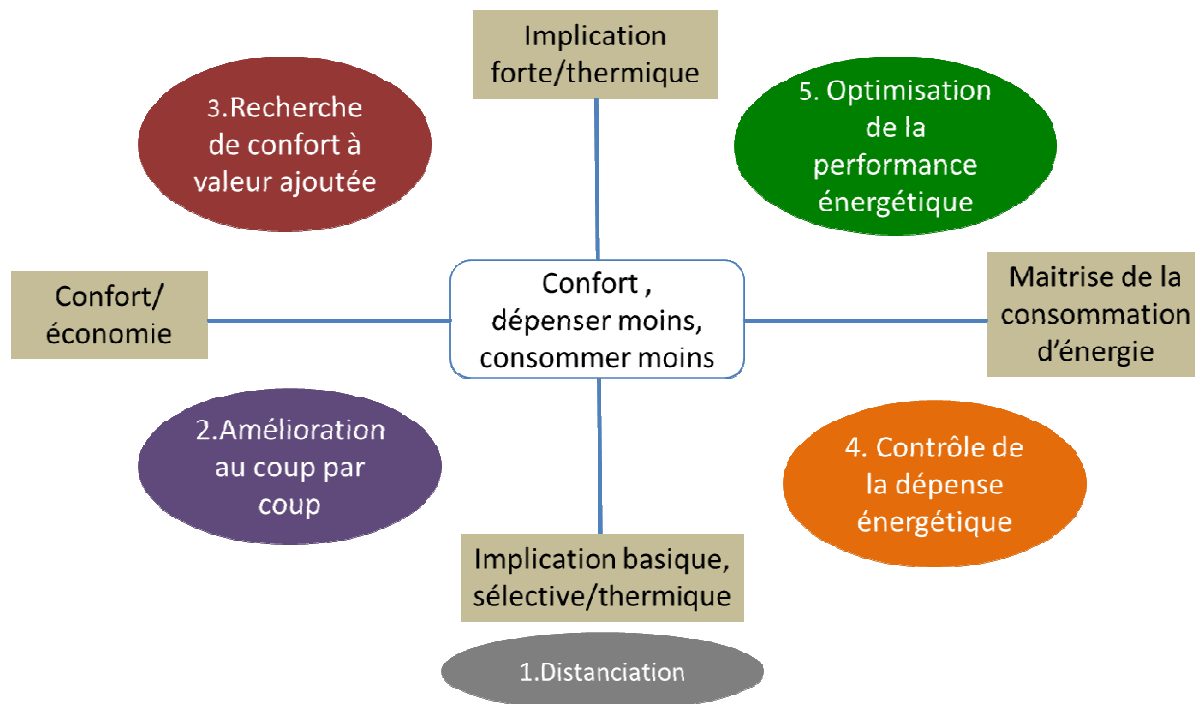 Implication
forte/thermique
3.Recherche
de confort à
valeur ajoutée
5. Optimisation
de la
performance
énergétique
Confort/
économie
Confort ,
dépenser moins,
consommer moins
Maitrise de la
consommation
d'énergie
2.Amélioration
au coup par
coup
4. Contrôle de
la dépense
énergétique
Implication basique,
sélective/thermique
1.Distanciation